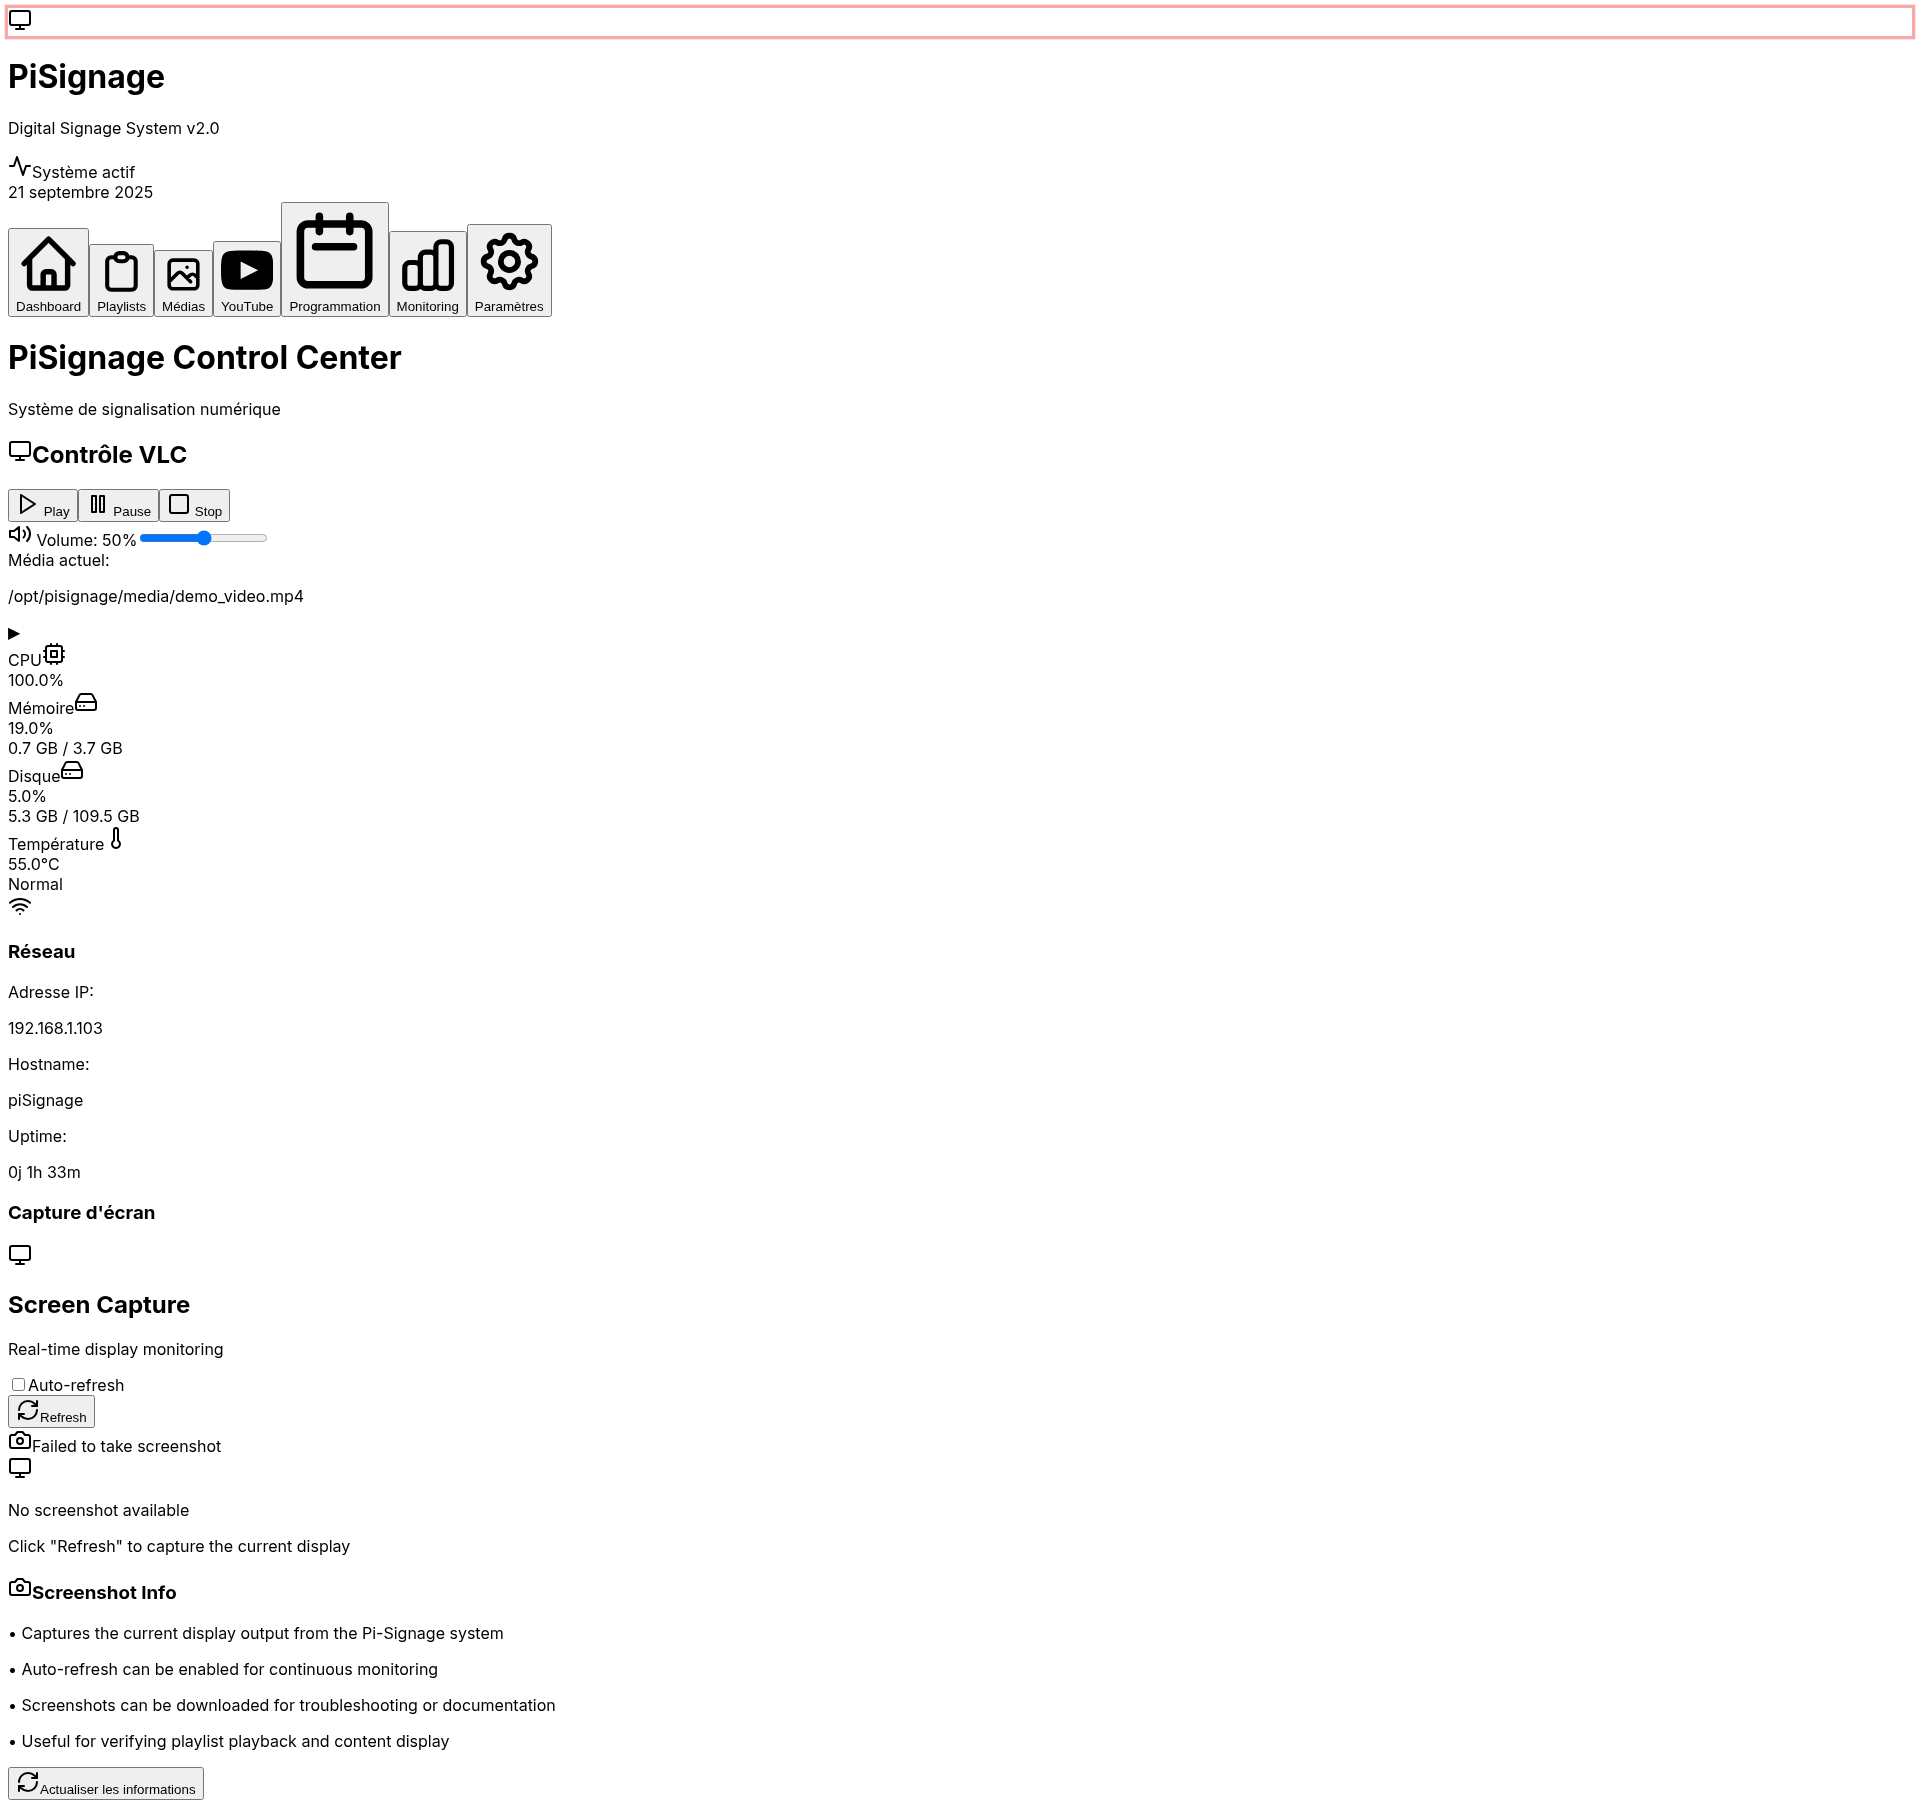 PiSignage
Digital Signage System v2.0
Système actif
21 septembre 2025
Dashboard Playlists Médias YouTube Programmation Monitoring Paramètres
PiSignage Control Center
Système de signalisation numérique
Contrôle VLC
Play Pause Stop
Volume: 50%
Média actuel:
/opt/pisignage/media/demo_video.mp4
▶
CPU
100.0%
Mémoire
19.0%
0.7 GB / 3.7 GB
Disque
5.0%
5.3 GB / 109.5 GB
Température
55.0°C
Normal
Réseau
Adresse IP:
192.168.1.103
Hostname:
piSignage
Uptime:
0j 1h 33m
Capture d'écran
Screen Capture
Real-time display monitoring
Auto-refresh
Refresh
Failed to take screenshot
No screenshot available
Click "Refresh" to capture the current display
Screenshot Info
• Captures the current display output from the Pi-Signage system
• Auto-refresh can be enabled for continuous monitoring
• Screenshots can be downloaded for troubleshooting or documentation
• Useful for verifying playlist playback and content display
Actualiser les informations